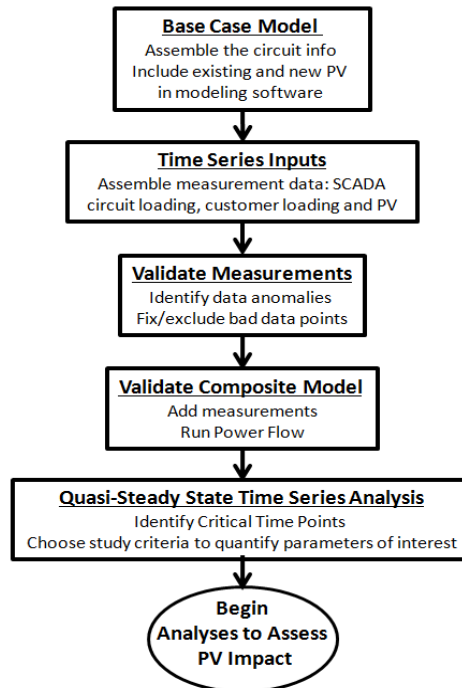 Base Case Model
Assemble the circuit info
Include existing and new PV
in modeling software
Time Series Inputs
Assemble measurement data: SCADA
circuit loading, customer loading and PV
Validate Measurements
Identify data anomalies
Fix/exclude bad data points
Validate Composite Model
Add measurements
Run Power Flow
Quasi-Steady State Time Series Analysis
Identify Critical Time Points
Choose study criteria to quantify parameters of interest
Begin
Analyses to Assess
PV Impact